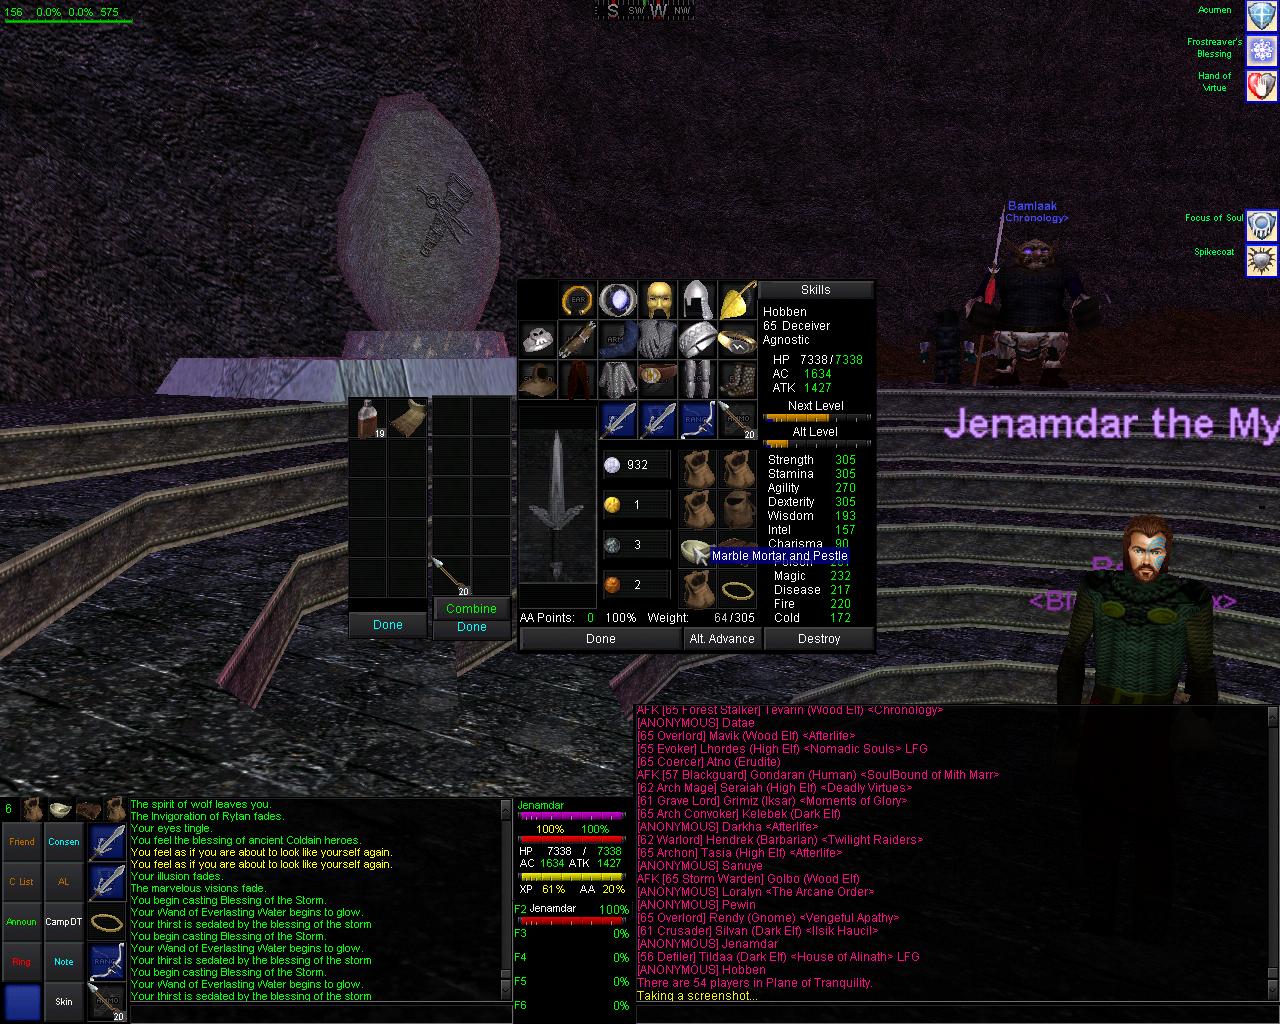 156 0.0% 0.0% 575
S SW W NW
Acumen
Frostreaver's
Blessing
Hand of
Virtue
Bamlaak
Chronology>
Focus of Soul
Spikecoat
Jenamdar the My
EAR
ARM
RANG
AMMO
20
Skills
Hobben
65 Deceiver
Agnostic
HP 7338/7338
AC 1634
ATK 1427
Next Level
Alt Level
Strength 305
Stamina 305
Agility 270
Dexterity 305
Wisdom 193
Intel 157
Charisma 90
Marble Mortar and Pestle
Magic 232
Disease 217
Fire 220
Cold 172
932
1
3
2
AA Points: 0 100% Weight: 64/305
Done Alt. Advance Destroy
19
Done
20
Combine
Done
AFK [65 Forest Stalker] Tevarin (Wood Elf) <Chronology>
[ANONYMOUS] Datae
[65 Overlord] Mavik (Wood Elf) <Afterlife>
[55 Evoker] Lhordes (High Elf) <Nomadic Souls> LFG
[65 Coercer] Atno (Erudite)
AFK [57 Blackguard] Gondaran (Human) <SoulBound of Mith Marr>
[62 Arch Mage] Seraiah (High Elf) <Deadly Virtues>
[61 Grave Lord] Grimiz (Iksar) <Moments of Glory>
[65 Arch Convoker] Kelebek (Dark Elf)
[ANONYMOUS] Darkha <Afterlife>
[62 Warlord] Hendrek (Barbarian) <Twilight Raiders>
[65 Archon] Tasia (High Elf) <Afterlife>
[ANONYMOUS] Sanuye
AFK [65 Storm Warden] Golbo (Wood Elf)
[ANONYMOUS] Loralyn <The Arcane Order>
[ANONYMOUS] Pewin
[65 Overlord] Rendy (Gnome) <Vengeful Apathy>
[61 Crusader] Silvan (Dark Elf) <Ilsik Haucil>
[ANONYMOUS] Jenamdar
[56 Defiler] Tildaa (Dark Elf) <House of Alinath> LFG
[ANONYMOUS] Hobben
There are 54 players in Plane of Tranquility.
Taking a screenshot...
6
Friend Consen
C List AL
Announ CampDT
Ring Note
Skin
RANG
AMMO
20
The spirit of wolf leaves you.
The Invigoration of Rytan fades.
Your eyes tingle.
You feel the blessing of ancient Coldain heroes.
You feel as if you are about to look like yourself again.
You feel as if you are about to look like yourself again.
Your illusion fades.
The marvelous visions fade.
You begin casting Blessing of the Storm.
Your Wand of Everlasting Water begins to glow.
Your thirst is sedated by the blessing of the storm
You begin casting Blessing of the Storm.
Your Wand of Everlasting Water begins to glow.
Your thirst is sedated by the blessing of the storm
You begin casting Blessing of the Storm.
Your Wand of Everlasting Water begins to glow.
Your thirst is sedated by the blessing of the storm
Jenamdar
100% 100%
HP 7338 / 7338
AC 1634 ATK 1427
XP 61% AA 20%
F2 Jenamdar 100%
F3 0%
F4 0%
F5 0%
F6 0%